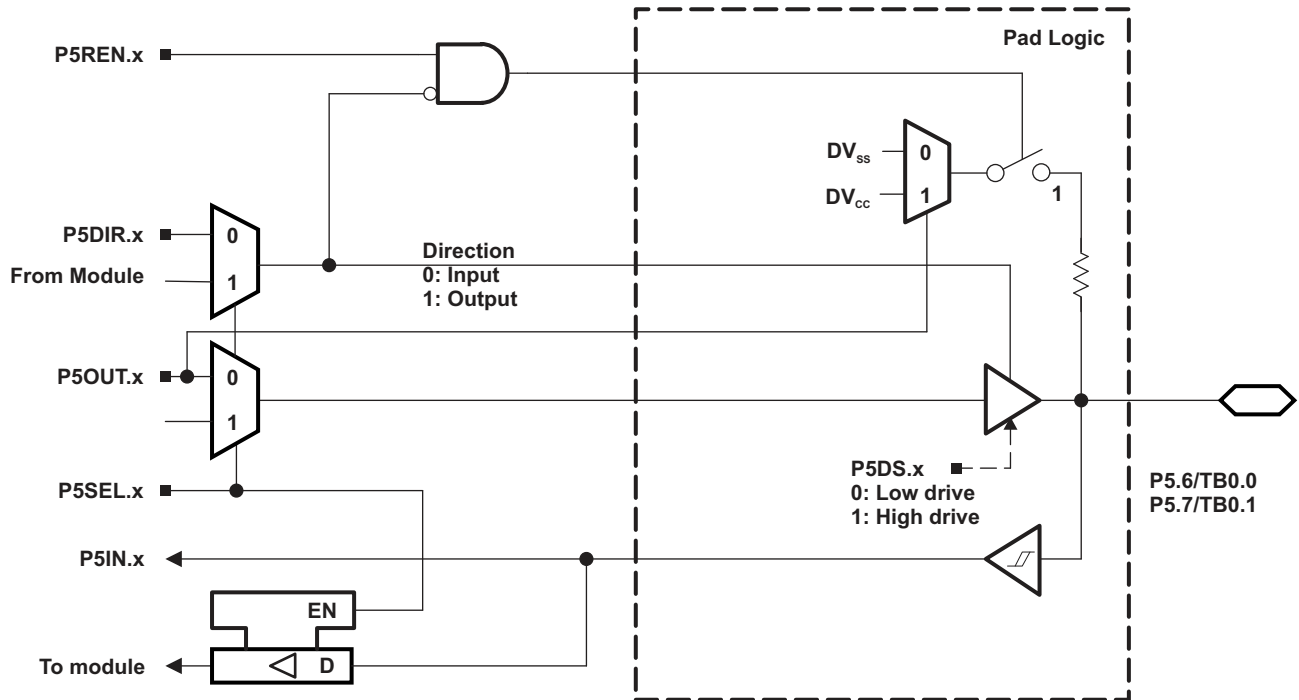 P5REN.x
Pad Logic
DVss
0
DVcc
1
1
P5DIR.x
0
From Module
1
Direction
0: Input
1: Output
P5OUT.x
0
1
P5DS.x
0: Low drive
1: High drive
P5SEL.x
P5.6/TB0.0
P5.7/TB0.1
P5IN.x
EN
To module
D